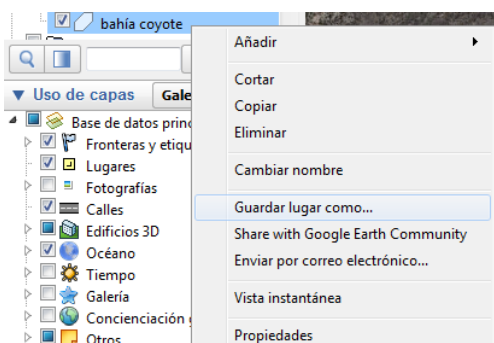 bahía coyote
Añadir
Cortar
Copiar
Eliminar
Cambiar nombre
Guardar lugar como...
Share with Google Earth Community
Enviar por correo electrónico...
Vista instantánea
Propiedades
Uso de capas
Gale
Base de datos princ
Fronteras y etiqu
Lugares
Fotografías
Calles
Edificios 3D
Océano
Tiempo
Galería
Concienciación
Otros